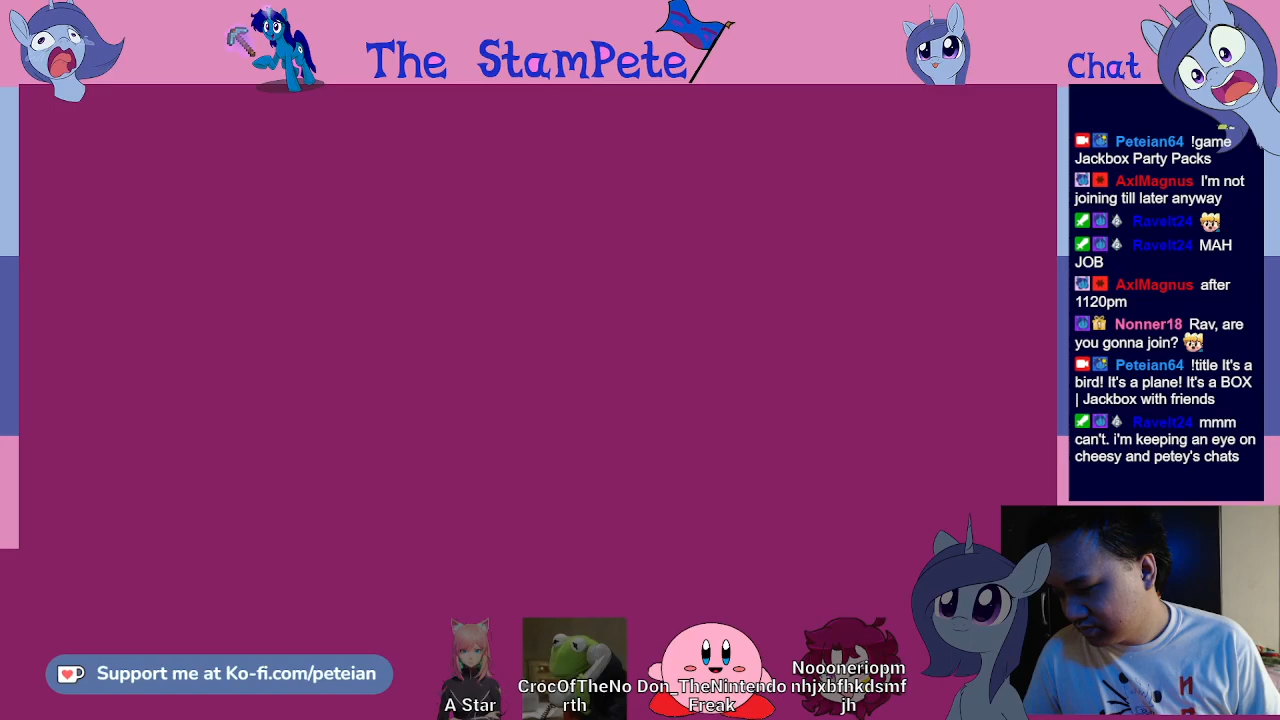 The StamPete
Chat
Peteian64 !game
Jackbox Party Packs
AxlMagnus I'm not
joining till later anyway
Ravelt24
Ravelt24 MAH
JOB
AxlMagnus after
1120pm
Nonner18 Rav, are
you gonna join?
Peteian64 !title It's a
bird! It's a plane! It's a BOX
| Jackbox with friends
Ravelt24 mmm
can't. i'm keeping an eye on
cheesy and petey's chats
Support me at Ko-fi.com/peteian
A Star
CrocOfTheNo
rth
Don_TheNintendo
Freak
Noooneriopm
nhjxbfhkdsmf
jh